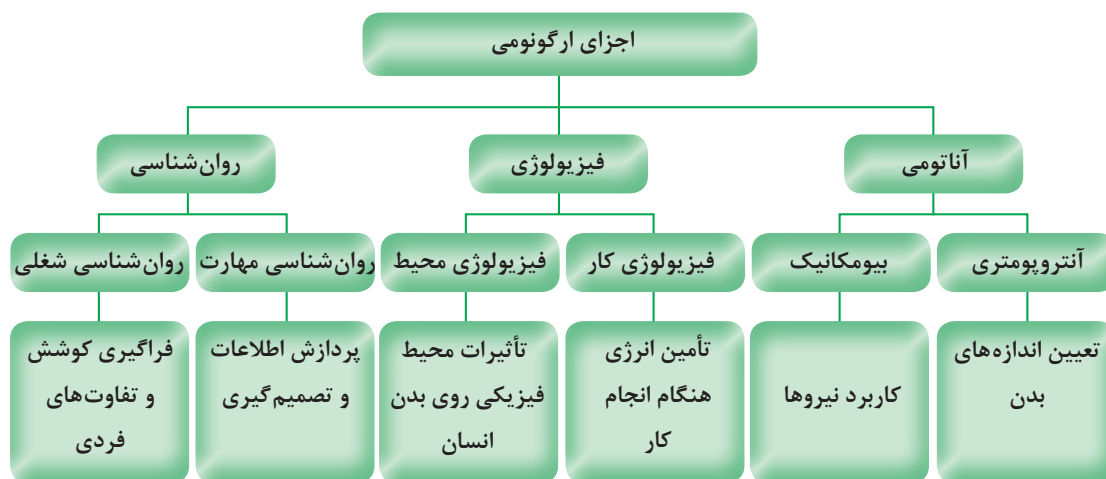 اجزای ارگونومی
آناتومی
فیزیولوژی
روان‌شناسی
آنتروپومتری
بیومکانیک
فیزیولوژی کار
فیزیولوژی محیط
روان‌شناسی مهارت
روان‌شناسی شغلی
تعیین اندازه‌های
بدن
کاربرد نیروها
تأمین انرژی
هنگام انجام
کار
تأثیرات محیط
فیزیکی روی بدن
انسان
پردازش اطلاعات
و تصمیم‌گیری
فراگیری کوشش
و تفاوت‌های
فردی